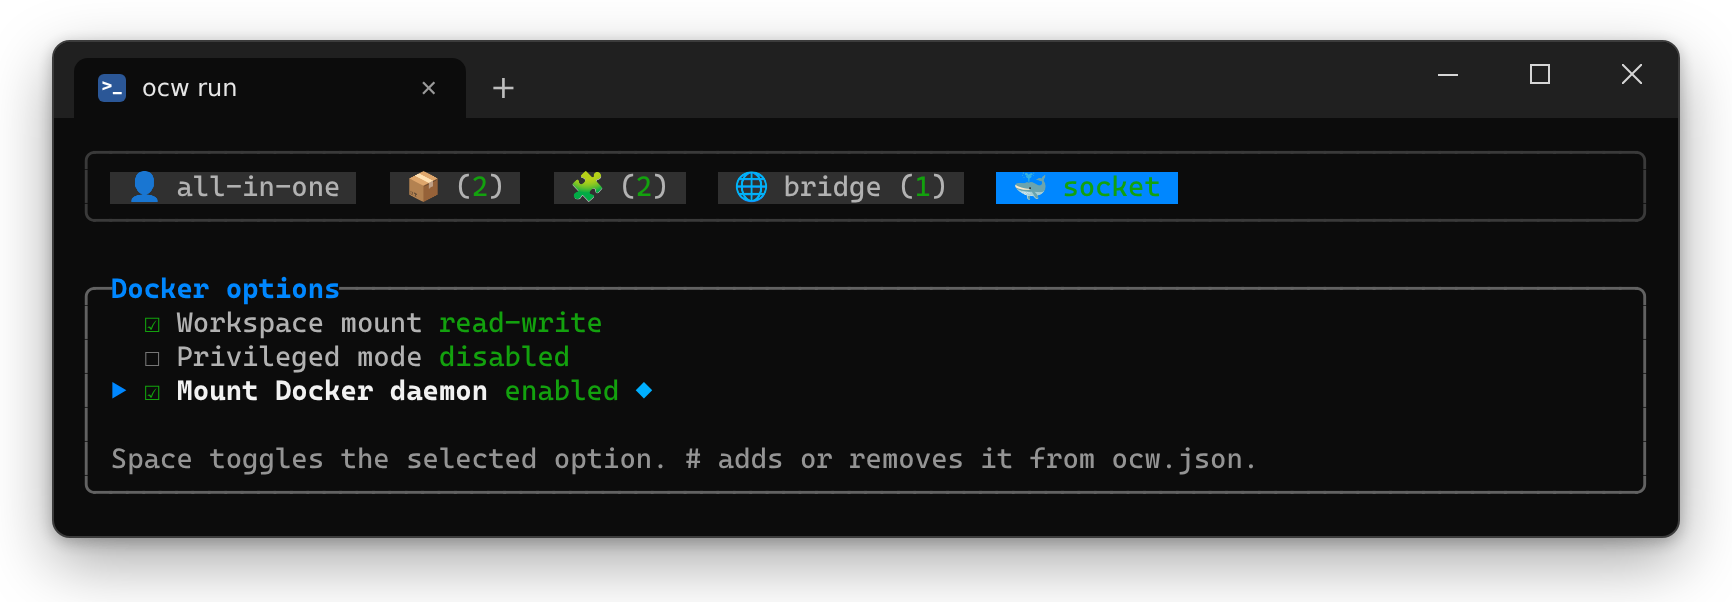 >_ ocw run × +
👤 all-in-one 📦 (2) 🧩 (2) 🌐 bridge (1) 🐳 socket
Docker options
☑ Workspace mount read-write
☐ Privileged mode disabled
▶ ☑ Mount Docker daemon enabled ◆
Space toggles the selected option. # adds or removes it from ocw.json.